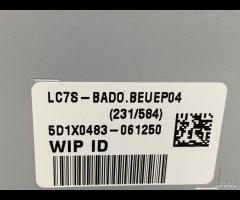 LC7S-BADO.BEUEP04
(231/584)
5D1X0483-061250
WIP ID